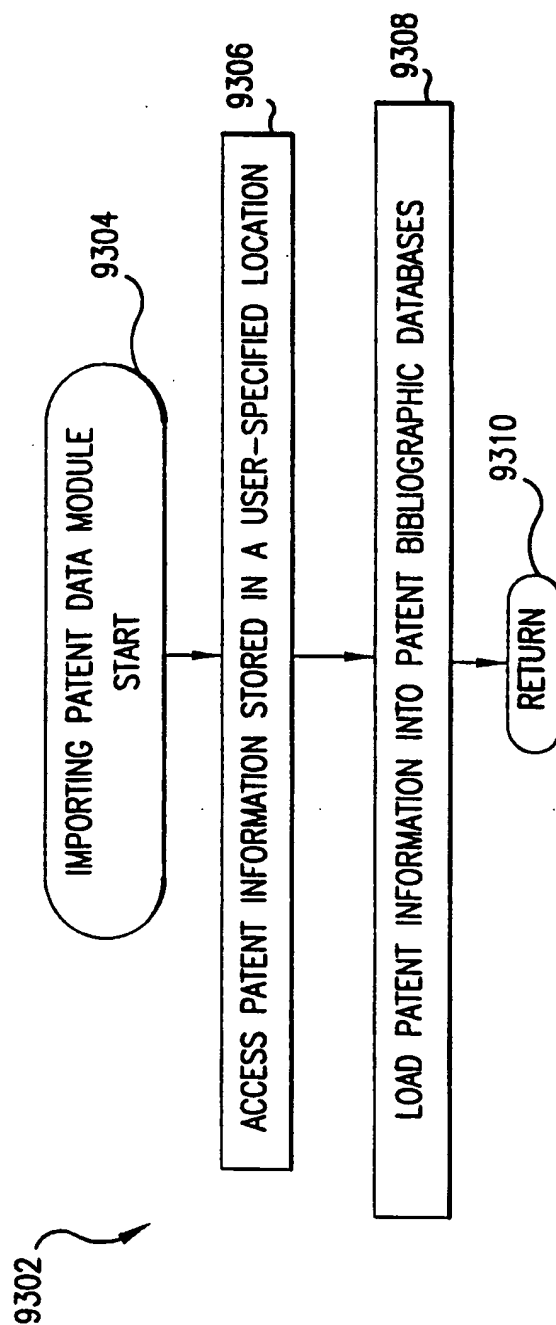 9302
9304
IMPORTING PATENT DATA MODULE
START
9306
ACCESS PATENT INFORMATION STORED IN A USER-SPECIFIED LOCATION
9308
LOAD PATENT INFORMATION INTO PATENT BIBLIOGRAPHIC DATABASES
9310
RETURN